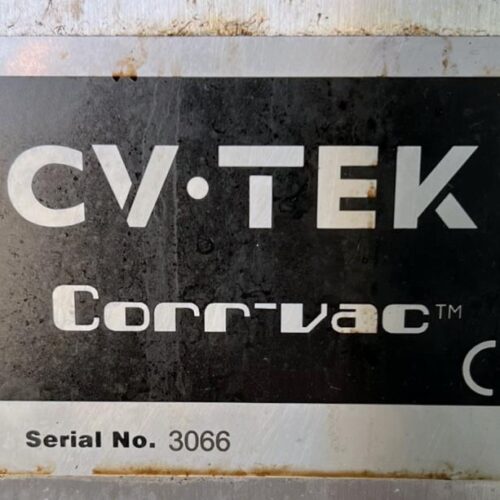 CV·TEK
Corr-vac™
C
Serial No. 3066